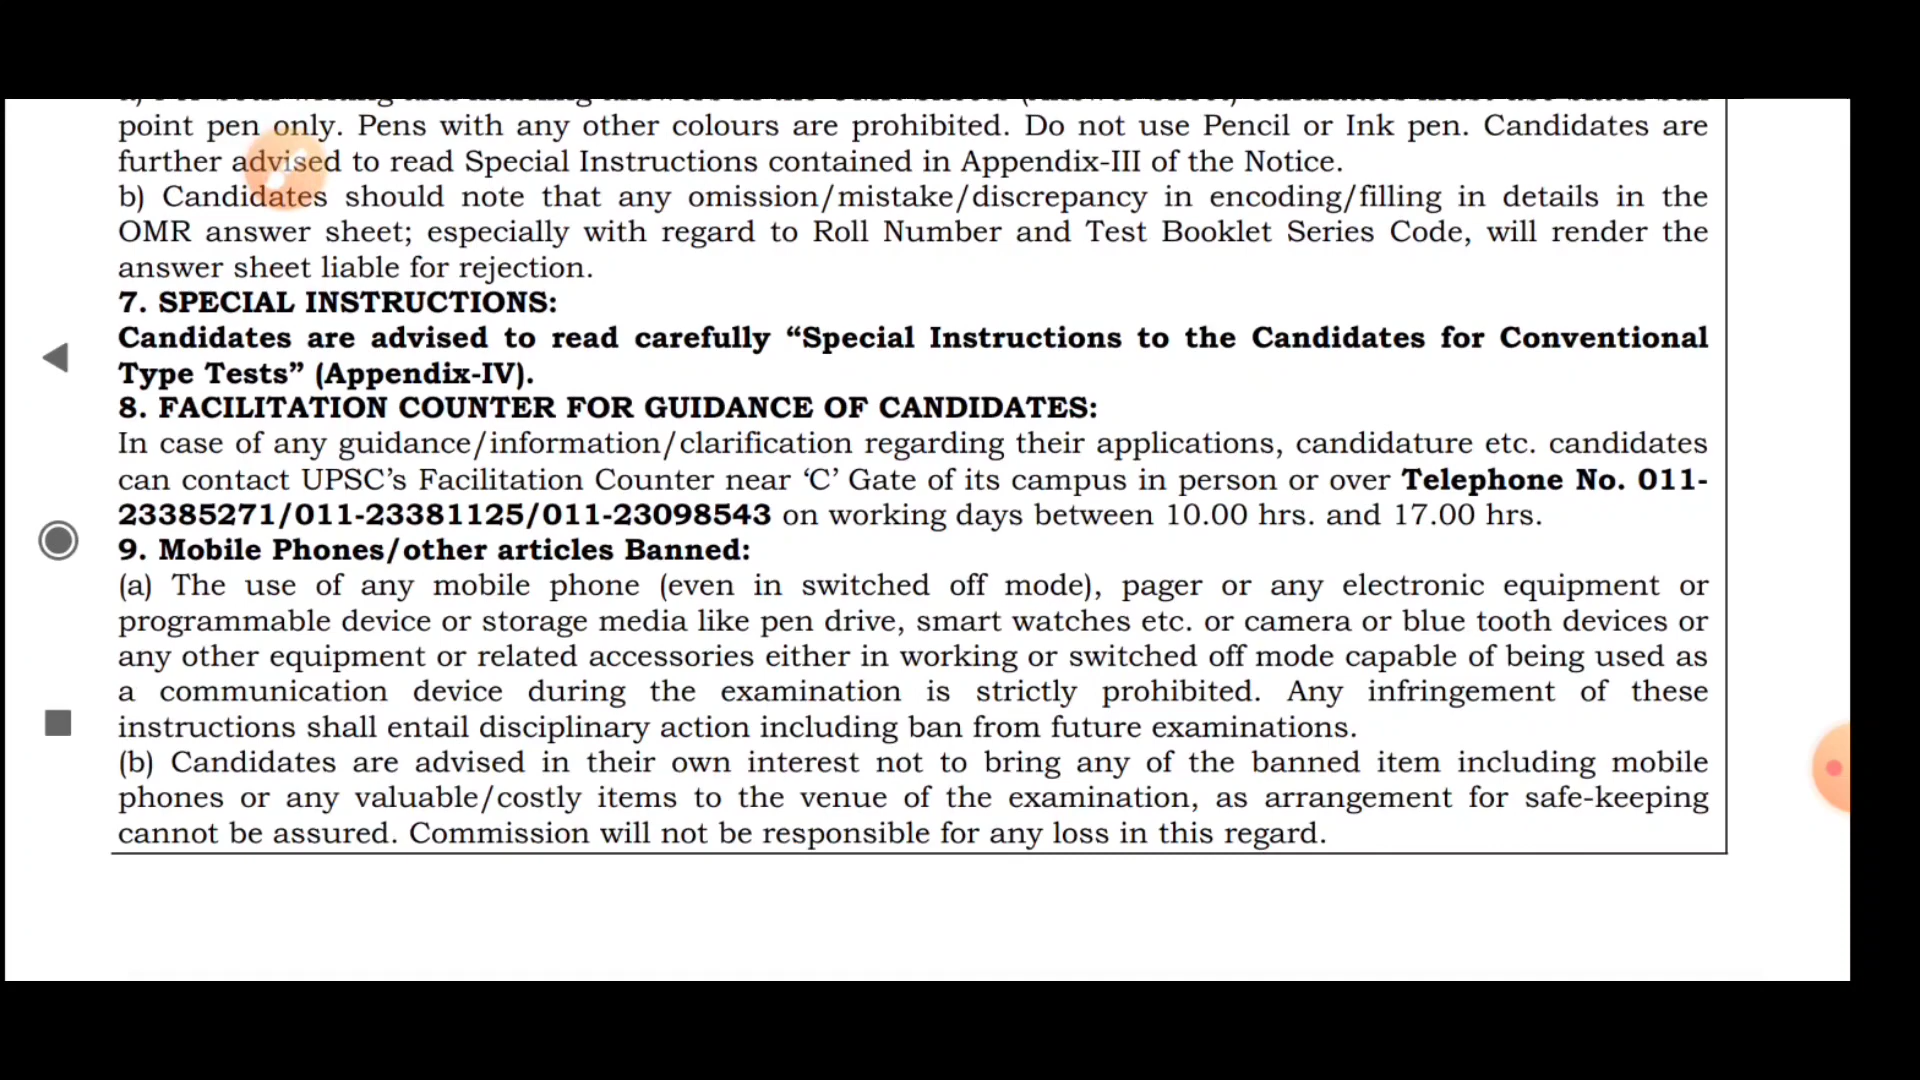 point pen only. Pens with any other colours are prohibited. Do not use Pencil or Ink pen. Candidates are
further advised to read Special Instructions contained in Appendix-III of the Notice.
b) Candidates should note that any omission/mistake/discrepancy in encoding/filling in details in the
OMR answer sheet; especially with regard to Roll Number and Test Booklet Series Code, will render the
answer sheet liable for rejection.
7. SPECIAL INSTRUCTIONS:
Candidates are advised to read carefully “Special Instructions to the Candidates for Conventional
Type Tests” (Appendix-IV).
8. FACILITATION COUNTER FOR GUIDANCE OF CANDIDATES:
In case of any guidance/information/clarification regarding their applications, candidature etc. candidates
can contact UPSC’s Facilitation Counter near ‘C’ Gate of its campus in person or over Telephone No. 011-
23385271/011-23381125/011-23098543 on working days between 10.00 hrs. and 17.00 hrs.
9. Mobile Phones/other articles Banned:
(a) The use of any mobile phone (even in switched off mode), pager or any electronic equipment or
programmable device or storage media like pen drive, smart watches etc. or camera or blue tooth devices or
any other equipment or related accessories either in working or switched off mode capable of being used as
a communication device during the examination is strictly prohibited. Any infringement of these
instructions shall entail disciplinary action including ban from future examinations.
(b) Candidates are advised in their own interest not to bring any of the banned item including mobile
phones or any valuable/costly items to the venue of the examination, as arrangement for safe-keeping
cannot be assured. Commission will not be responsible for any loss in this regard.